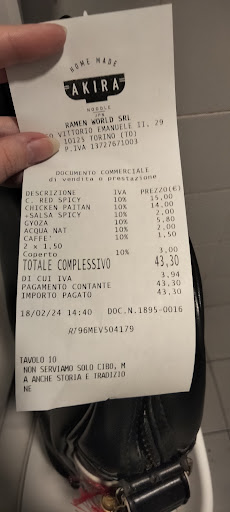 HOME MADE
AKIRA
NOODLE
RAMEN WORLD SRL
VITTORIO EMANUELE II, 29
10123 TORINO (TO)
P.IVA 13727671003
DOCUMENTO COMMERCIALE
di vendita o prestazione
DESCRIZIONE IVA PREZZO(€)
C. RED SPICY 10% 15,00
CHICKEN PAITAN 10% 14,00
+SALSA SPICY 10% 2,00
GYOZA 10% 5,80
ACQUA NAT 10% 2,00
CAFFE' 10% 1,50
2 x 1.50
Coperto 10% 3,00
TOTALE COMPLESSIVO 43,30
DI CUI IVA 3,94
PAGAMENTO CONTANTE 43,30
IMPORTO PAGATO 43,30
18/02/24 14:40 DOC.N.1895-0016
RT96MEV504179
TAVOLO 10
NON SERVIAMO SOLO CIBO, M
A ANCHE STORIA E TRADIZIO
NE